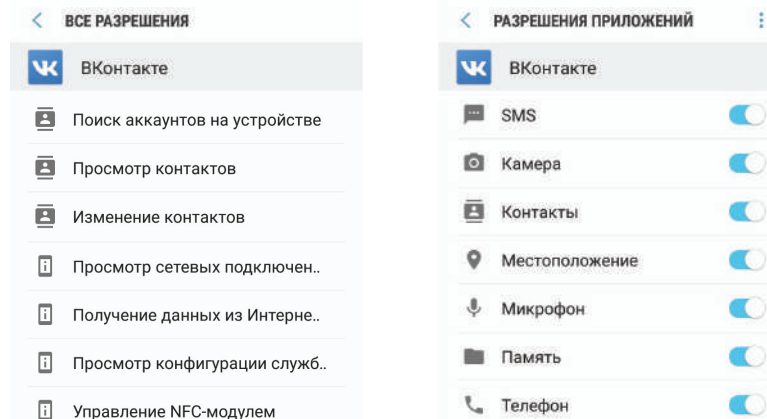 ВСЕ РАЗРЕШЕНИЯ
ВКонтакте
Поиск аккаунтов на устройстве
Просмотр контактов
Изменение контактов
Просмотр сетевых подключен..
Получение данных из Интерне..
Просмотр конфигурации служб..
Управление NFC-модулем
РАЗРЕШЕНИЯ ПРИЛОЖЕНИЙ
ВКонтакте
SMS
Камера
Контакты
Местоположение
Микрофон
Память
Телефон